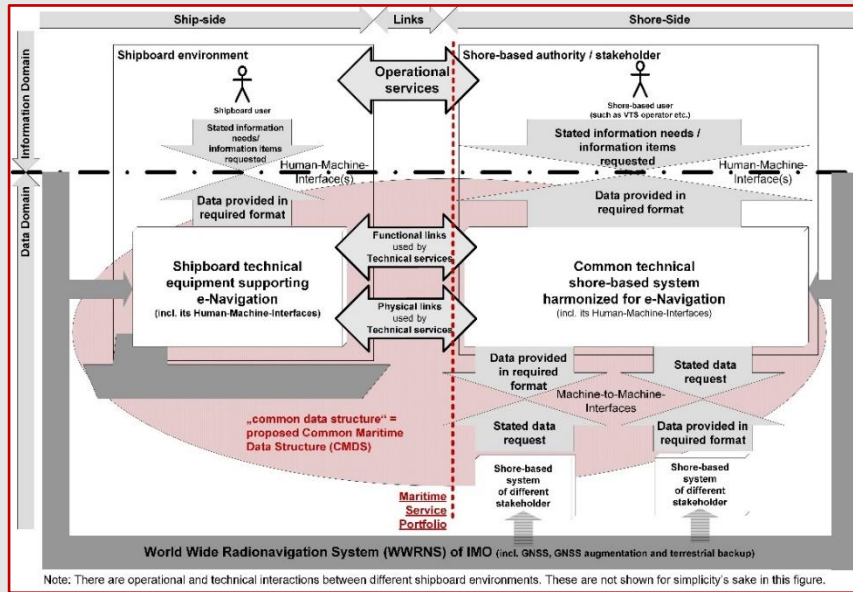 Ship-side
Links
Shore-Side
Information Domain
Data Domain
Shipboard environment
Shipboard user
Stated information
needs/
information items
requested
Human-Machine-
Interface(s)
Data provided in
required format
Shipboard technical
equipment supporting
e-Navigation
(incl. its Human-Machine-Interfaces)
Operational
services
Functional links
used by
Technical services
Physical links
used by
Technical services
Shore-based authority / stakeholder
Shore-based user
(such as VTS operator etc.)
Stated information needs /
information items
requested
Human-Machine-
Interface(s)
Data provided in
required format
Common technical
shore-based system
harmonized for e-Navigation
(incl. its Human-Machine-Interfaces)
Data provided
in required
format
Stated data
request
Machine-to-Machine-
Interfaces
Stated data
request
Data provided in
required format
Shore-based
system
of different
stakeholder
Shore-based
system
of different
stakeholder
„common data structure“ =
proposed Common Maritime
Data Structure (CMDS)
Maritime
Service
Portfolio
World Wide Radionavigation System (WWRNS) of IMO (incl. GNSS, GNSS augmentation and terrestrial backup)
Note: There are operational and technical interactions between different shipboard environments. These are not shown for simplicity's sake in this figure.